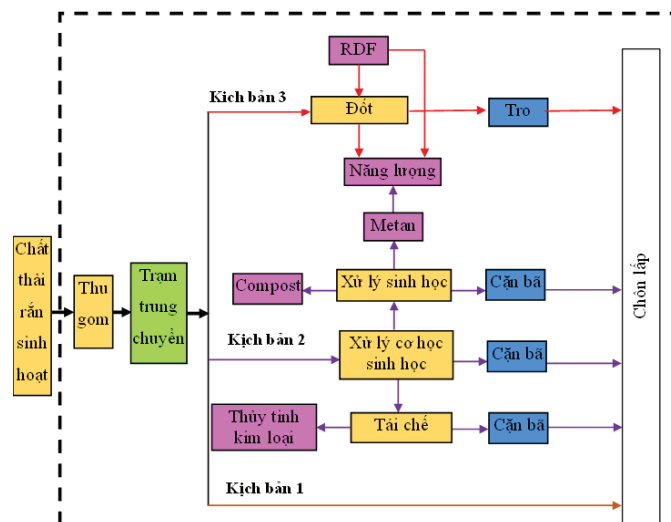 RDF
Kịch bản 3
Đốt
Tro
Năng lượng
Metan
Chất
thải
rắn
sinh
hoạt
Thu
gom
Trạm
trung
chuyển
Compost
Xử lý sinh học
Cặn bã
Kịch bản 2
Xử lý cơ học
sinh học
Cặn bã
Thủy tinh
kim loại
Tái chế
Cặn bã
Kịch bản 1
Chôn lấp